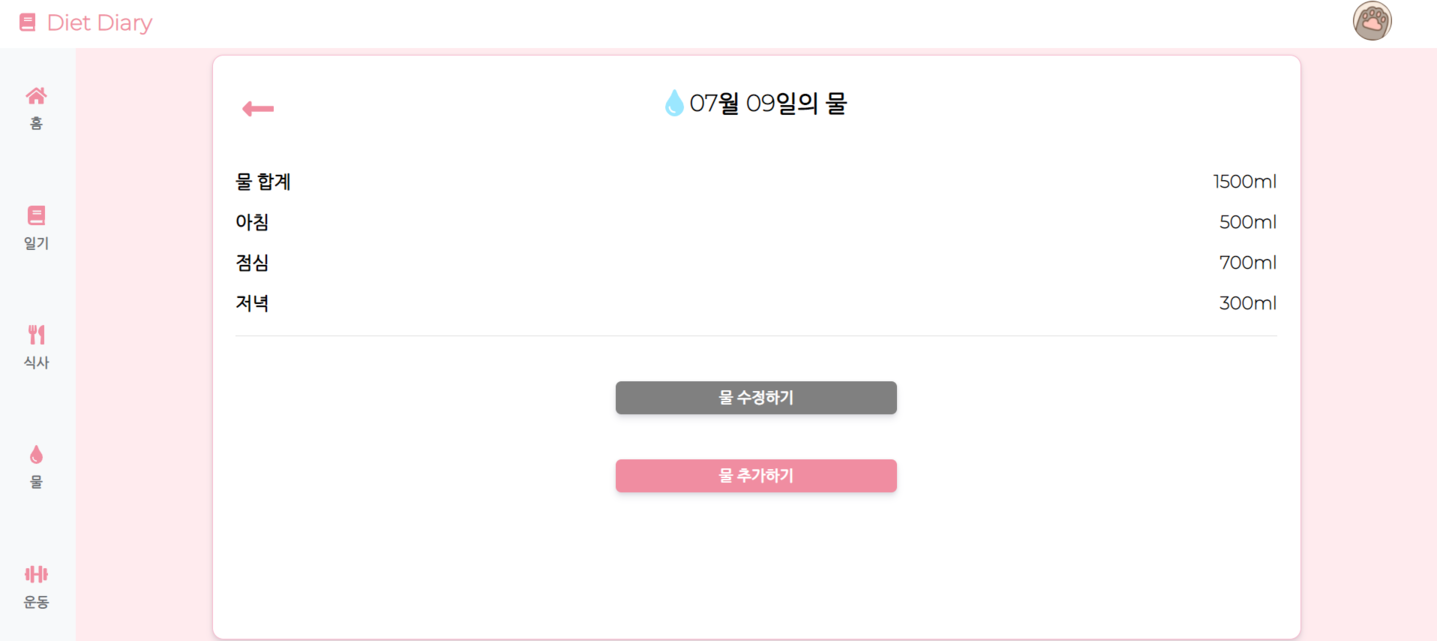 Diet Diary
홈
일기
식사
물
운동
07월 09일의 물
물 합계 1500ml
아침 500ml
점심 700ml
저녁 300ml
물 수정하기
물 추가하기